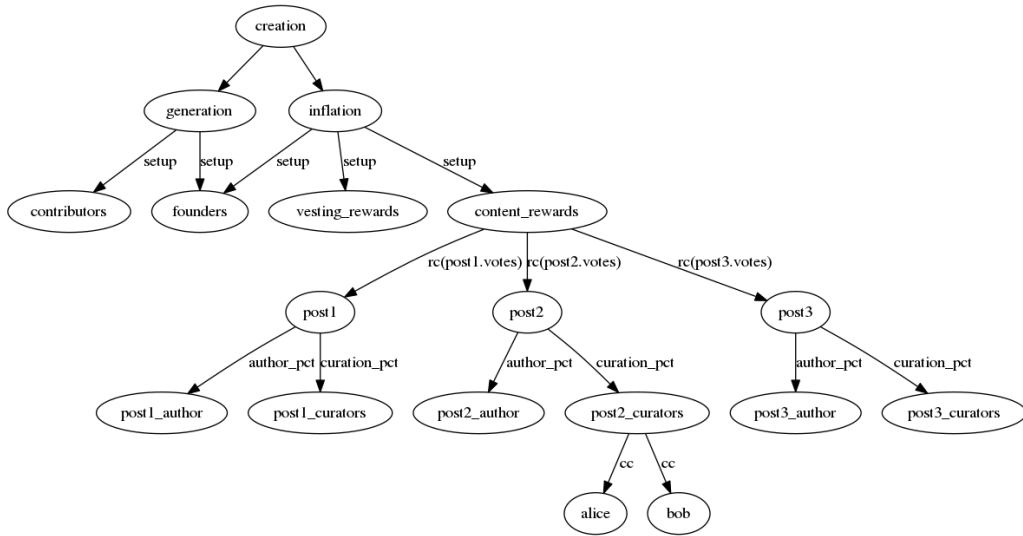 creation
generation
inflation
setup
setup
setup
setup
setup
contributors
founders
vesting_rewards
content_rewards
rc(post1.votes)
rc(post2.votes)
rc(post3.votes)
post1
post2
post3
author_pct
curation_pct
author_pct
curation_pct
author_pct
curation_pct
post1_author
post1_curators
post2_author
post2_curators
post3_author
post3_curators
cc
cc
alice
bob